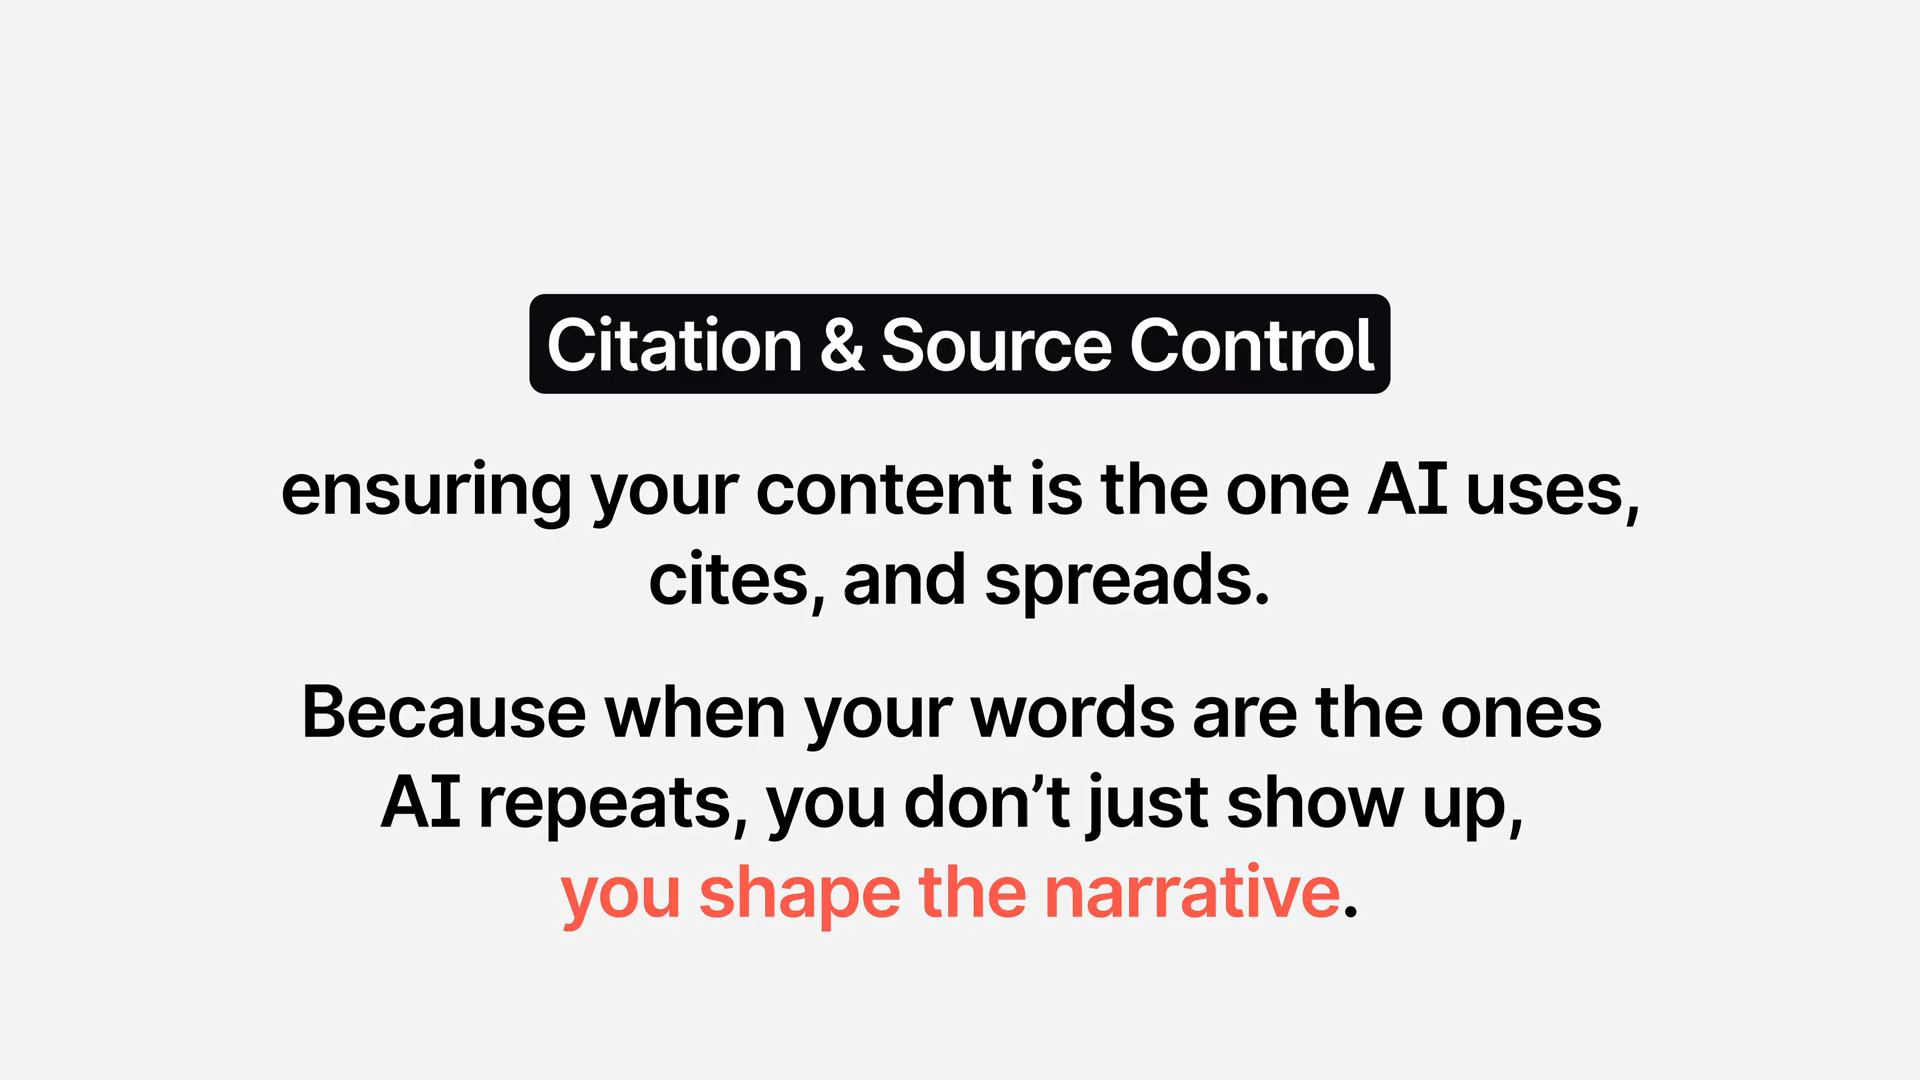 Citation & Source Control
ensuring your content is the one AI uses,
cites, and spreads.
Because when your words are the ones
AI repeats, you don’t just show up,
you shape the narrative.